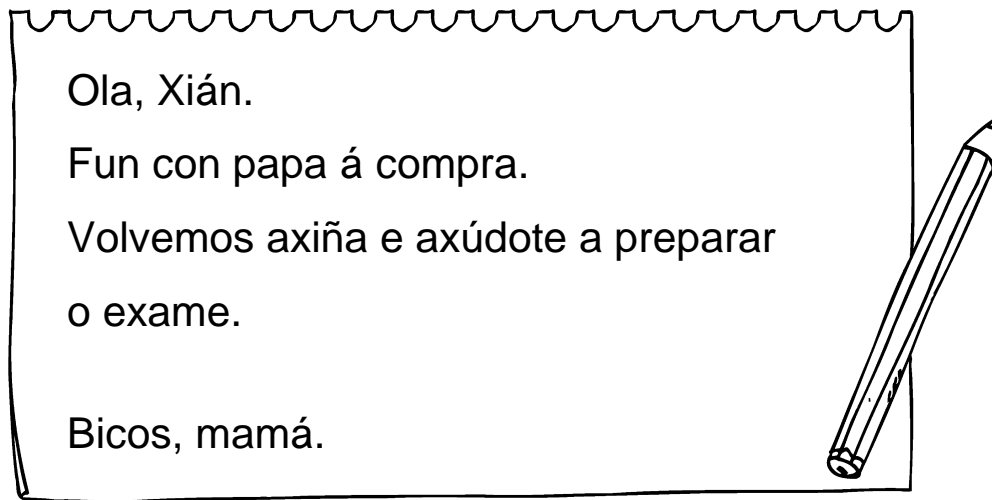 Ola, Xián.
Fun con papa á compra.
Volvemos axiña e axúdote a preparar
o exame.
Bicos, mamá.